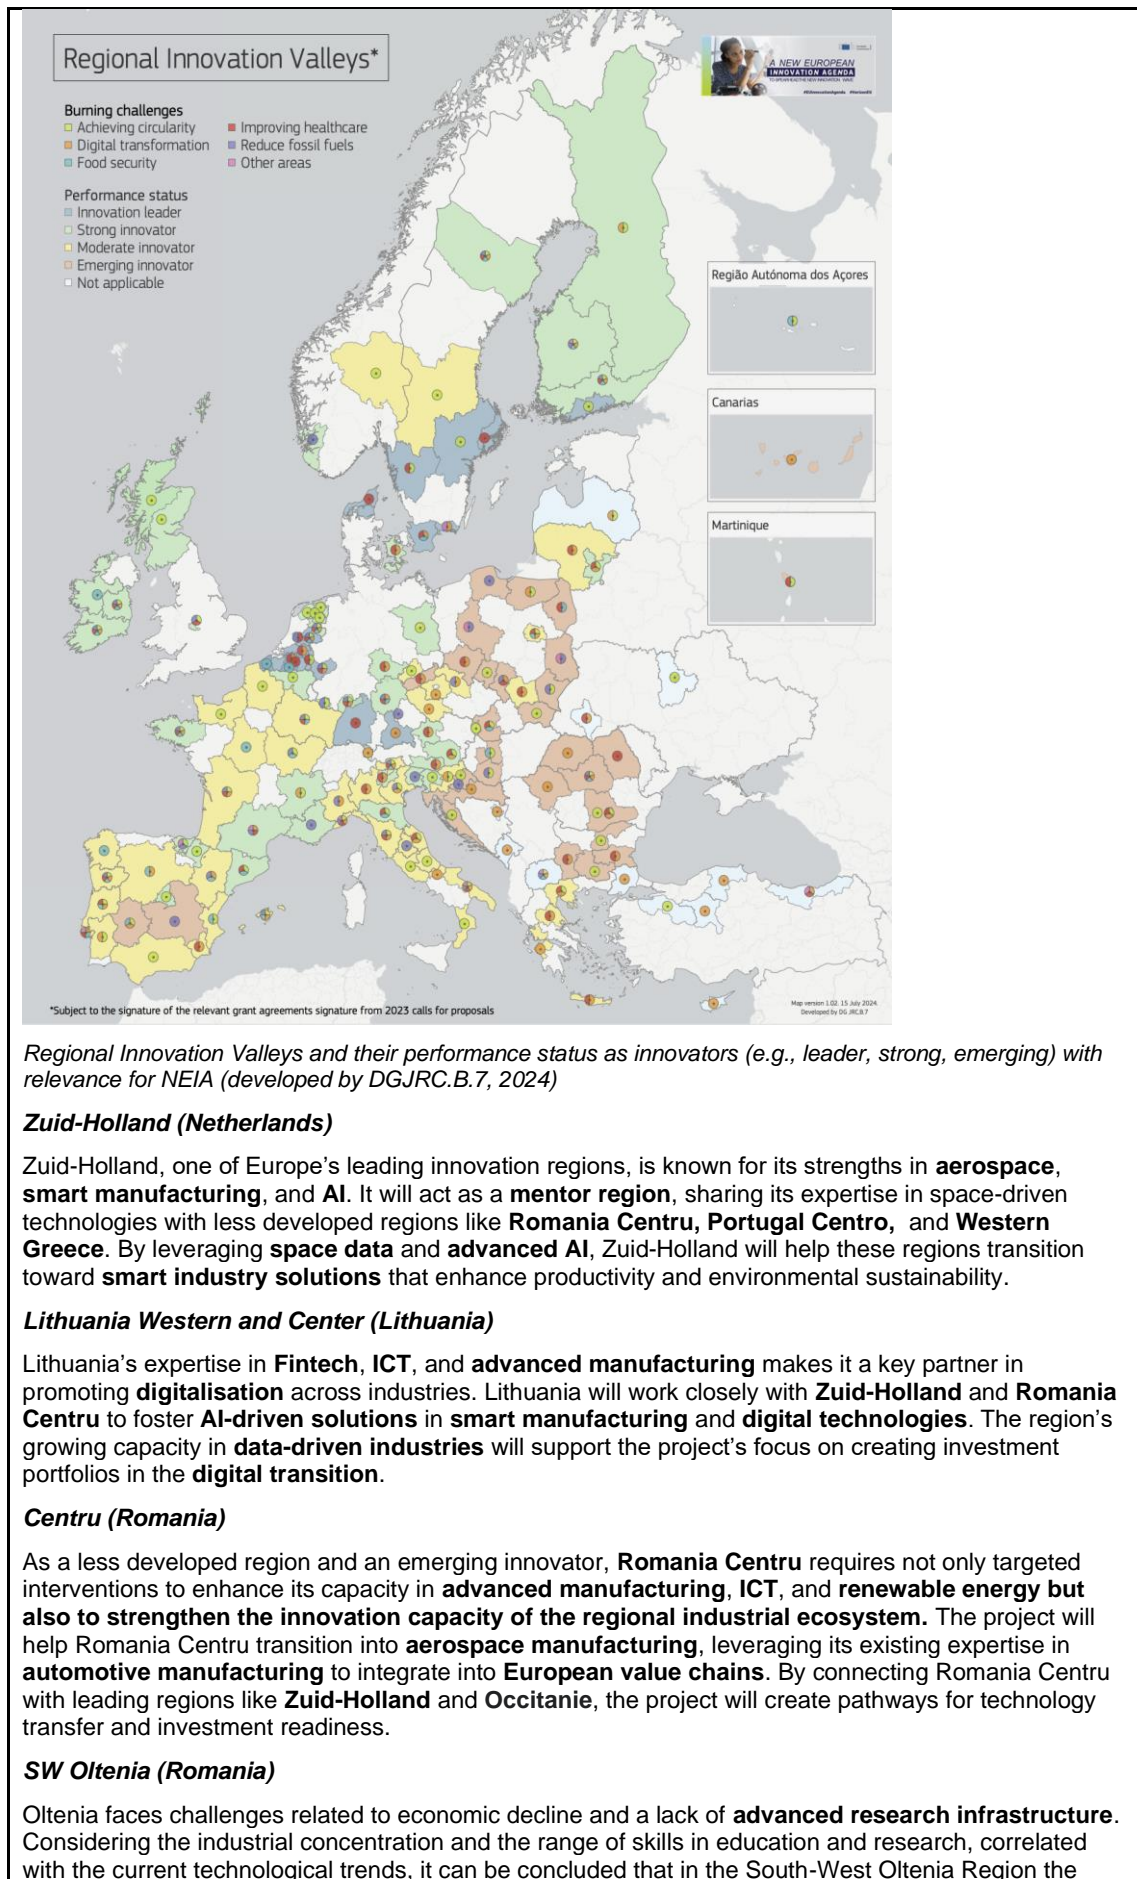 Regional Innovation Valleys*
A NEW EUROPEAN
INNOVATION AGENDA
Burning challenges
Achieving circularity
Improving healthcare
Digital transformation
Reduce fossil fuels
Food security
Other areas
Performance status
Innovation leader
Strong innovator
Moderate innovator
Emerging innovator
Not applicable
Região Autónoma dos Açores
Canarias
Martinique
*Subject to the signature of the relevant grant agreements signature from 2023 calls for proposals
Map version 1.02. 15 July 2024
Developed by DG JRC.B.7
Regional Innovation Valleys and their performance status as innovators (e.g., leader, strong, emerging) with
relevance for NEIA (developed by DGJRC.B.7, 2024)
Zuid-Holland (Netherlands)
Zuid-Holland, one of Europe’s leading innovation regions, is known for its strengths in aerospace,
smart manufacturing, and AI. It will act as a mentor region, sharing its expertise in space-driven
technologies with less developed regions like Romania Centru, Portugal Centro, and Western
Greece. By leveraging space data and advanced AI, Zuid-Holland will help these regions transition
toward smart industry solutions that enhance productivity and environmental sustainability.
Lithuania Western and Center (Lithuania)
Lithuania’s expertise in Fintech, ICT, and advanced manufacturing makes it a key partner in
promoting digitalisation across industries. Lithuania will work closely with Zuid-Holland and Romania
Centru to foster AI-driven solutions in smart manufacturing and digital technologies. The region’s
growing capacity in data-driven industries will support the project’s focus on creating investment
portfolios in the digital transition.
Centru (Romania)
As a less developed region and an emerging innovator, Romania Centru requires not only targeted
interventions to enhance its capacity in advanced manufacturing, ICT, and renewable energy but
also to strengthen the innovation capacity of the regional industrial ecosystem. The project will
help Romania Centru transition into aerospace manufacturing, leveraging its existing expertise in
automotive manufacturing to integrate into European value chains. By connecting Romania Centru
with leading regions like Zuid-Holland and Occitanie, the project will create pathways for technology
transfer and investment readiness.
SW Oltenia (Romania)
Oltenia faces challenges related to economic decline and a lack of advanced research infrastructure.
Considering the industrial concentration and the range of skills in education and research, correlated
with the current technological trends, it can be concluded that in the South-West Oltenia Region the